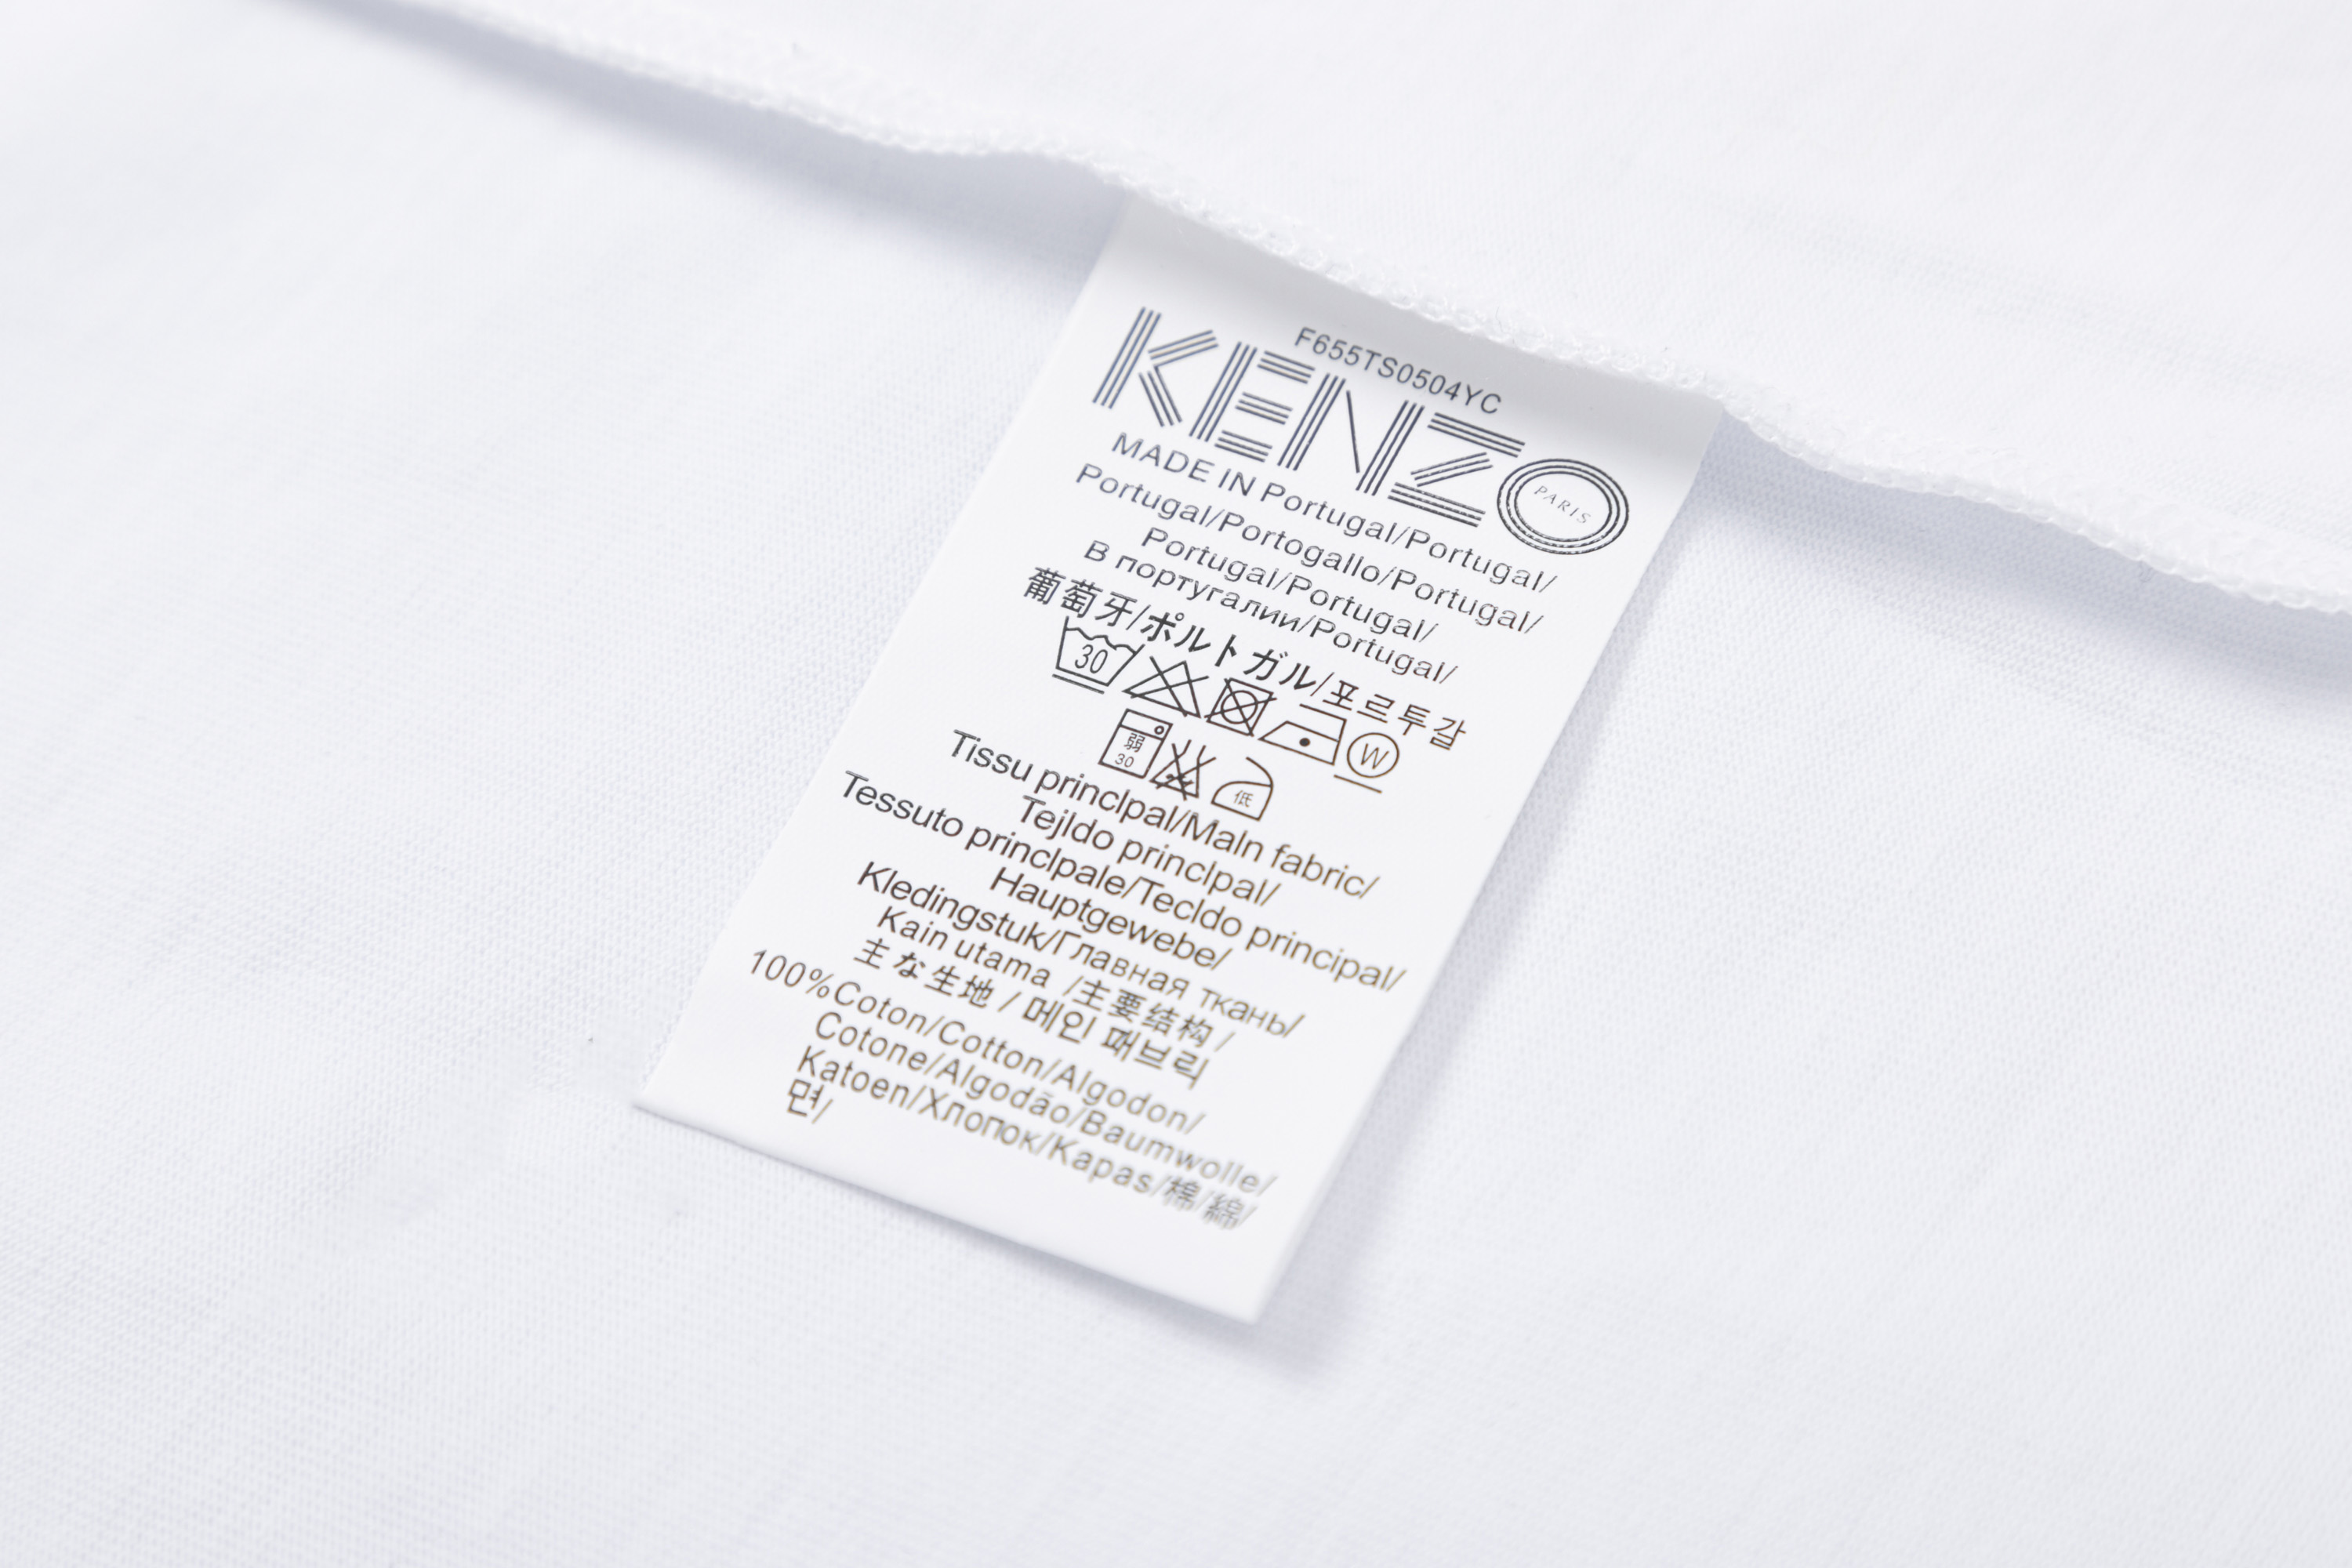 F655TS0504YC
KENZO
PARIS
MADE IN Portugal/Portugal/
Portugal/Portogallo/Portugal/
Portugal/Portugal/
В португалии/Portugal/
葡萄牙/ポルトガル/포르투갈
30
W
弱
30
低
Tissu princlpal/Maln fabric/
Tejldo princlpal/
Tessuto princlpale/Tecldo principal/
Hauptgewebe/
Kledingstuk/Главная ткань/
Kain utama /主要结构 /
主な生地 / 메인 패브릭
100%Coton/Cotton/Algodon/
Cotone/Algodão/Baumwolle/
Katoen/Хлопок/Kapas/棉/綿/
면/